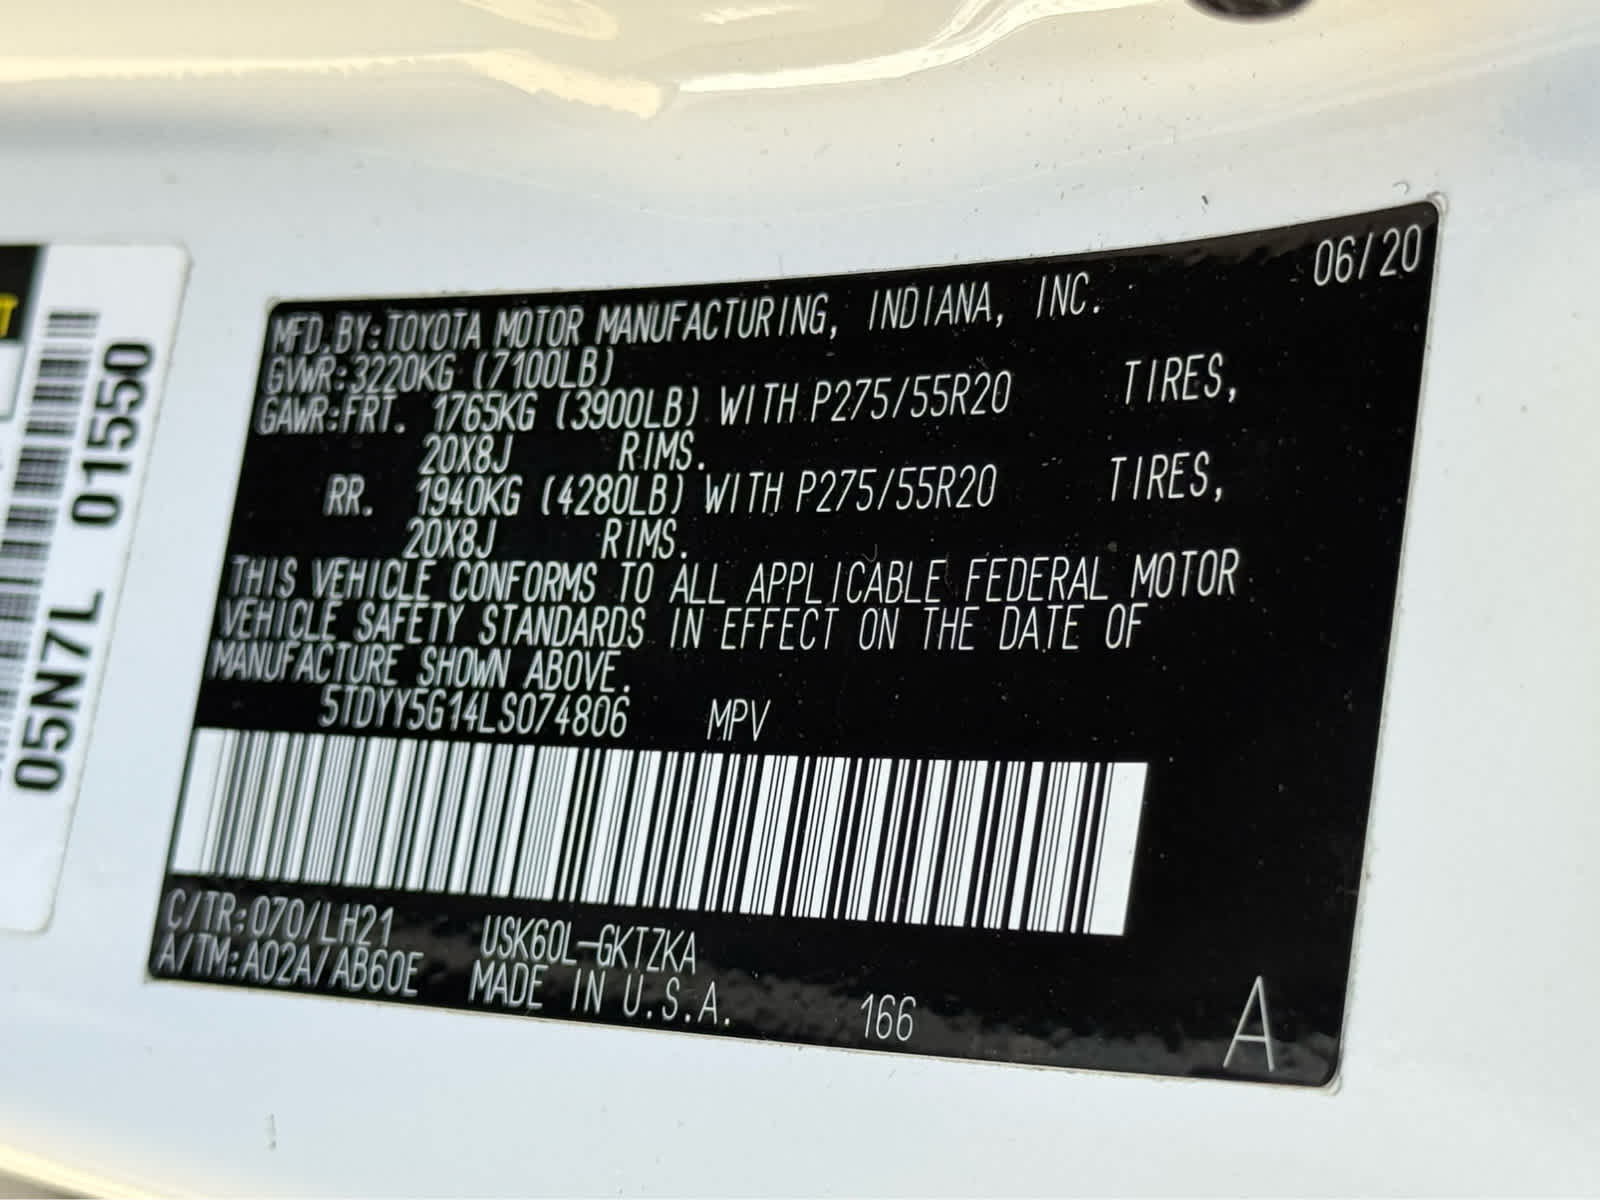 06/20
MFD.BY:TOYOTA MOTOR MANUFACTURING, INDIANA, INC.
GVWR:3220KG (7100LB)
GAWR:FRT. 1765KG (3900LB) WITH P275/55R20 TIRES,
20X8J RIMS.
RR. 1940KG (4280LB) WITH P275/55R20 TIRES,
20X8J RIMS.
THIS VEHICLE CONFORMS TO ALL APPLICABLE FEDERAL MOTOR
VEHICLE SAFETY STANDARDS IN EFFECT ON THE DATE OF
MANUFACTURE SHOWN ABOVE.
5TDYY5G14LS074806 MPV
C/TR:070/LH21 USK60L-GKTZKA
A/TM:A02A/AB60E MADE IN U.S.A. 166 A
05N7L 01550